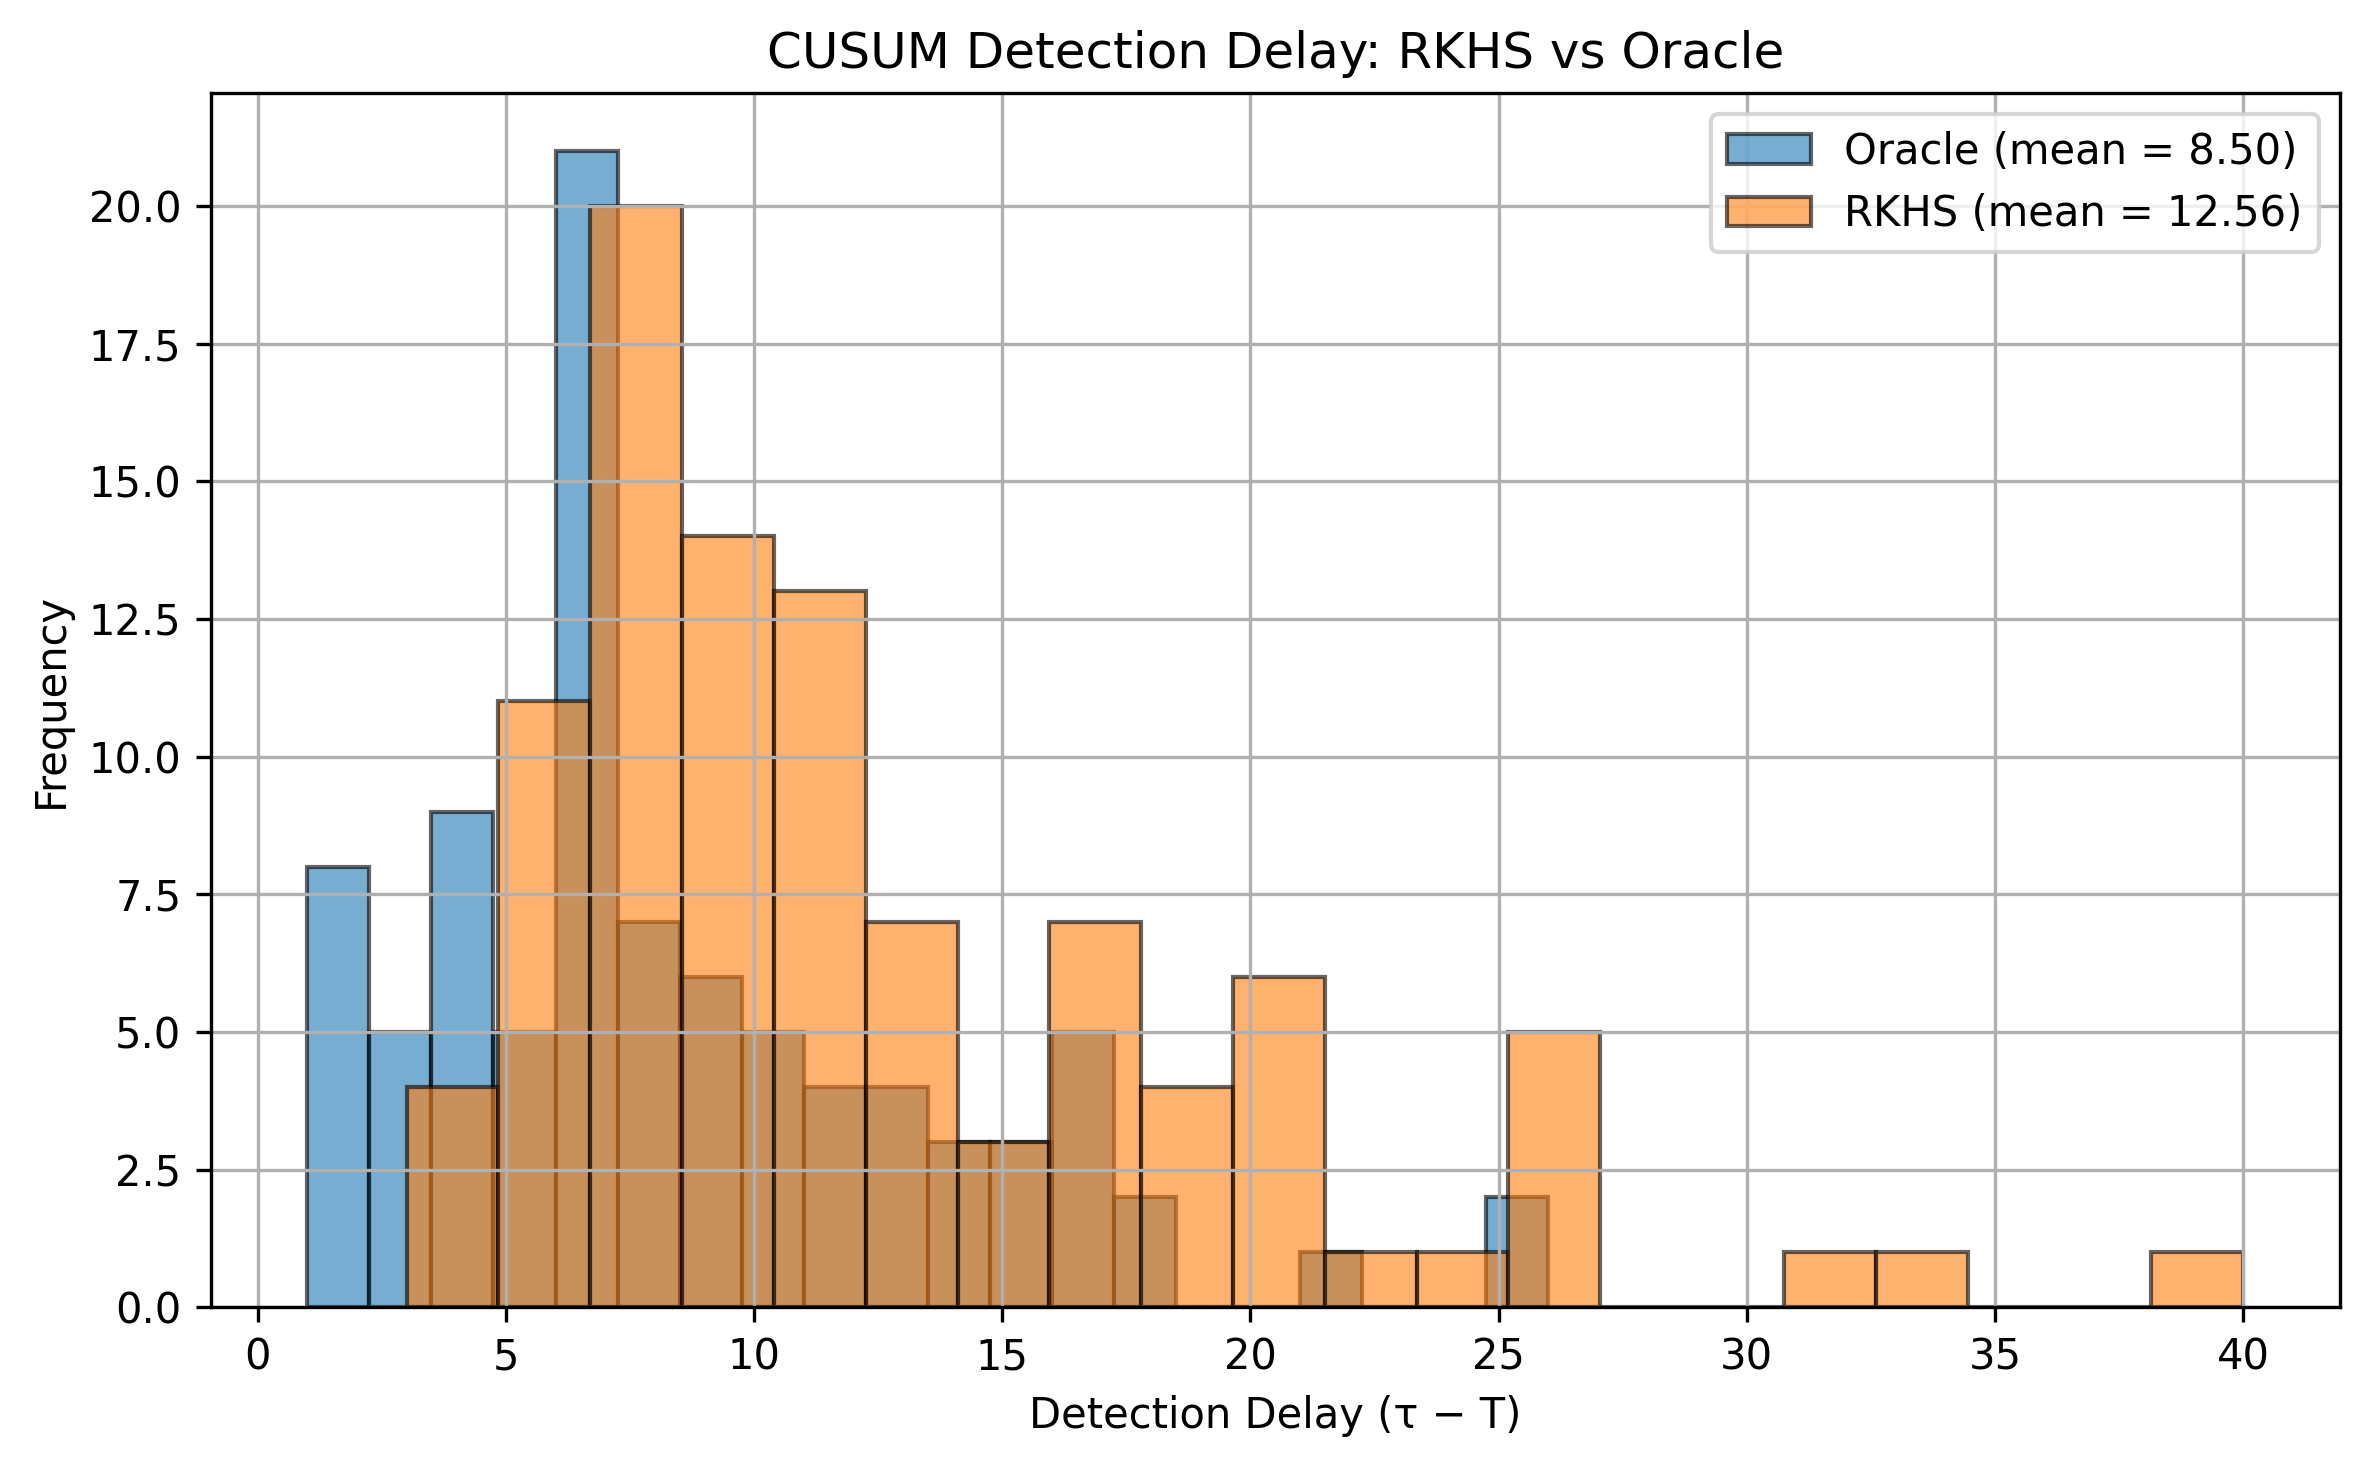 CUSUM Detection Delay: RKHS vs Oracle
Oracle (mean = 8.50)
RKHS (mean = 12.56)
Frequency
20.0
17.5
15.0
12.5
10.0
7.5
5.0
2.5
0.0
0 5 10 15 20 25 30 35 40
Detection Delay (τ − T)